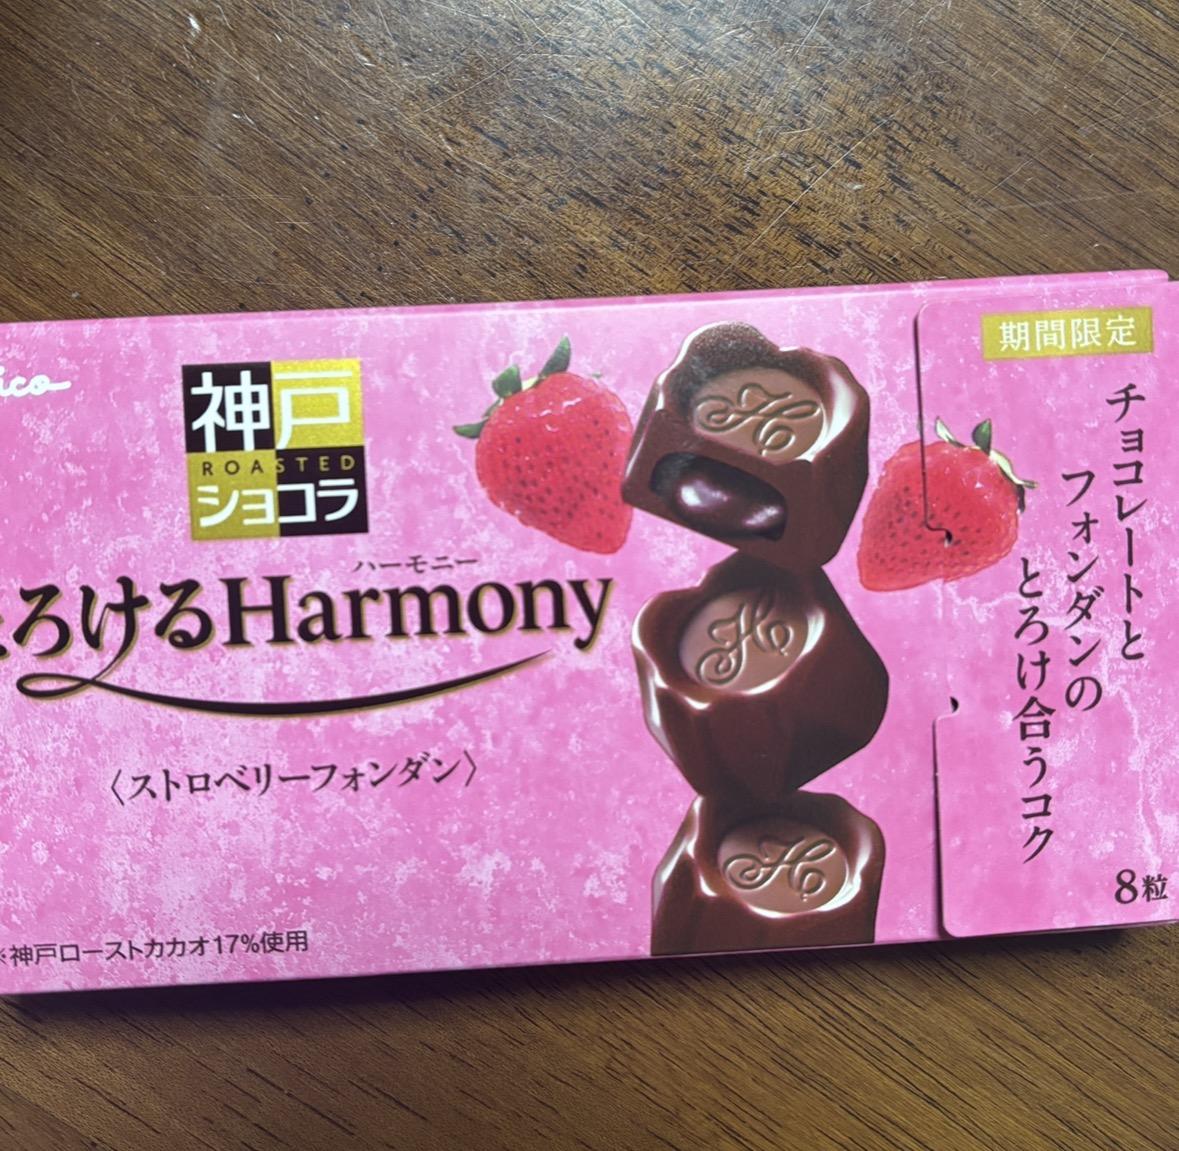 神戸
ROASTED
ショコラ
ハーモニー
ろけるHarmony
〈ストロベリーフォンダン〉
※神戸ローストカカオ17%使用
期間限定
チョコレートと
フォンダンの
とろけ合うコク
8粒
H
H
H